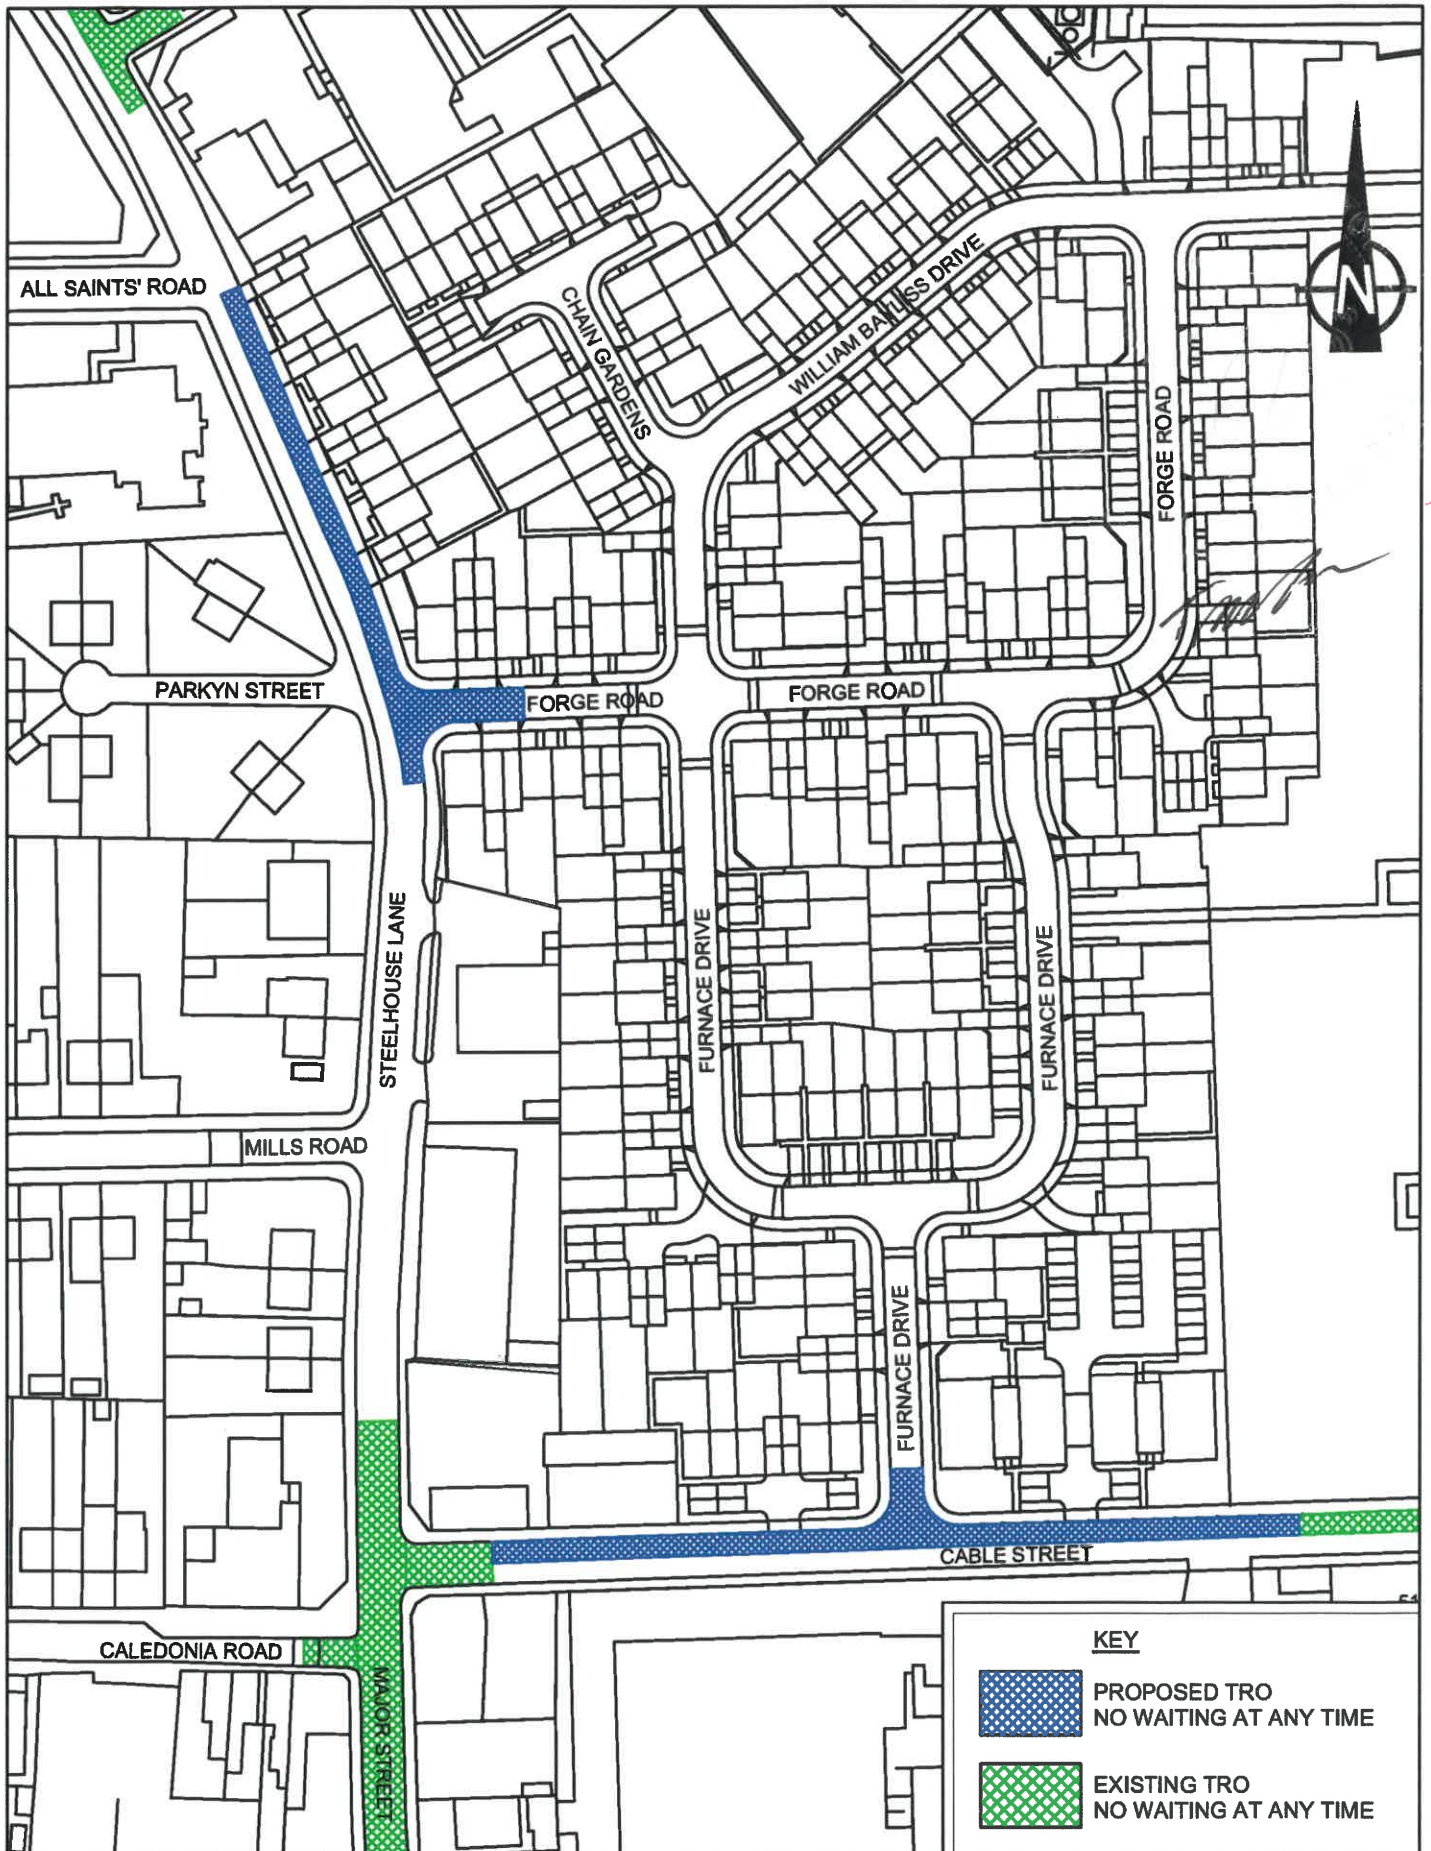 ALL SAINTS' ROAD
CHAIN GARDENS
WILLIAM BAYLISS DRIVE
N
FORGE ROAD
PARKYN STREET
FORGE ROAD
FORGE ROAD
STEELHOUSE LANE
FURNACE DRIVE
FURNACE DRIVE
MILLS ROAD
FURNACE DRIVE
CABLE STREET
CALEDONIA ROAD
MAJOR STREET
KEY
PROPOSED TRO
NO WAITING AT ANY TIME
EXISTING TRO
NO WAITING AT ANY TIME